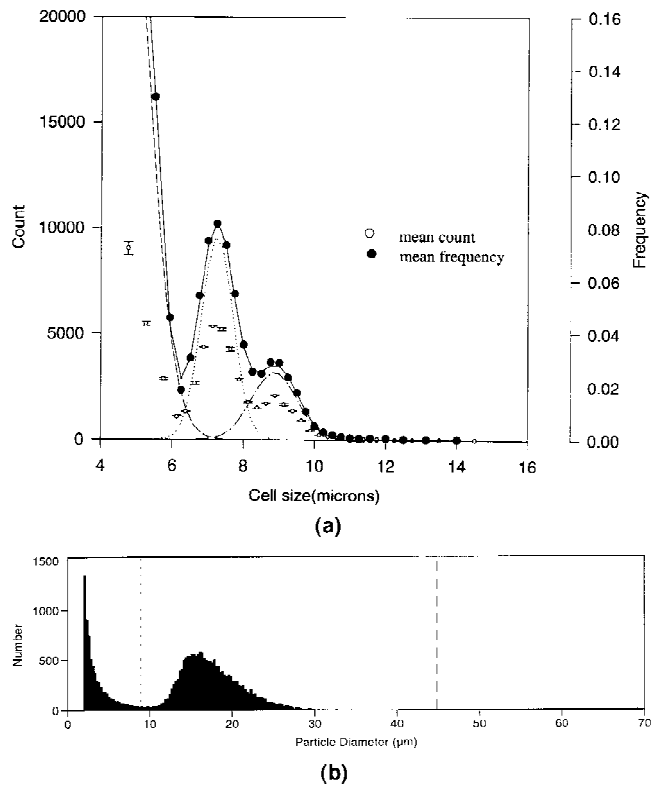 20000
15000
10000
5000
0
Count
0.16
0.14
0.12
0.10
0.08
0.06
0.04
0.02
0.00
Frequency
mean count
mean frequency
4 6 8 10 12 14 16
Cell size(microns)
(a)
1500
1000
500
0
Number
0 10 20 30 40 50 60 70
Particle Diameter (µm)
(b)